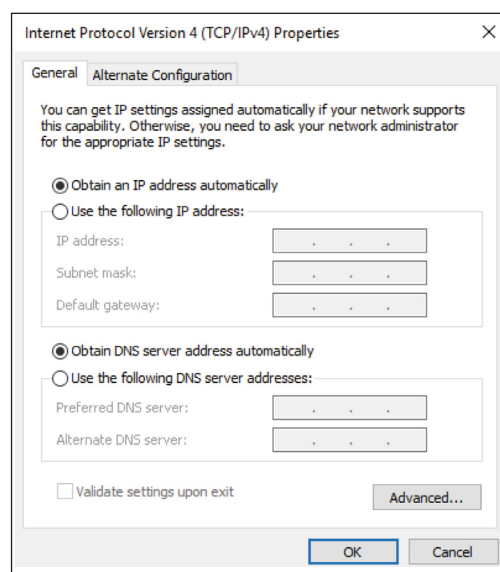 Internet Protocol Version 4 (TCP/IPv4) Properties
General
Alternate Configuration
You can get IP settings assigned automatically if your network supports
this capability. Otherwise, you need to ask your network administrator
for the appropriate IP settings.
Obtain an IP address automatically
Use the following IP address:
IP address:
Subnet mask:
Default gateway:
Obtain DNS server address automatically
Use the following DNS server addresses:
Preferred DNS server:
Alternate DNS server:
Validate settings upon exit
Advanced...
OK
Cancel